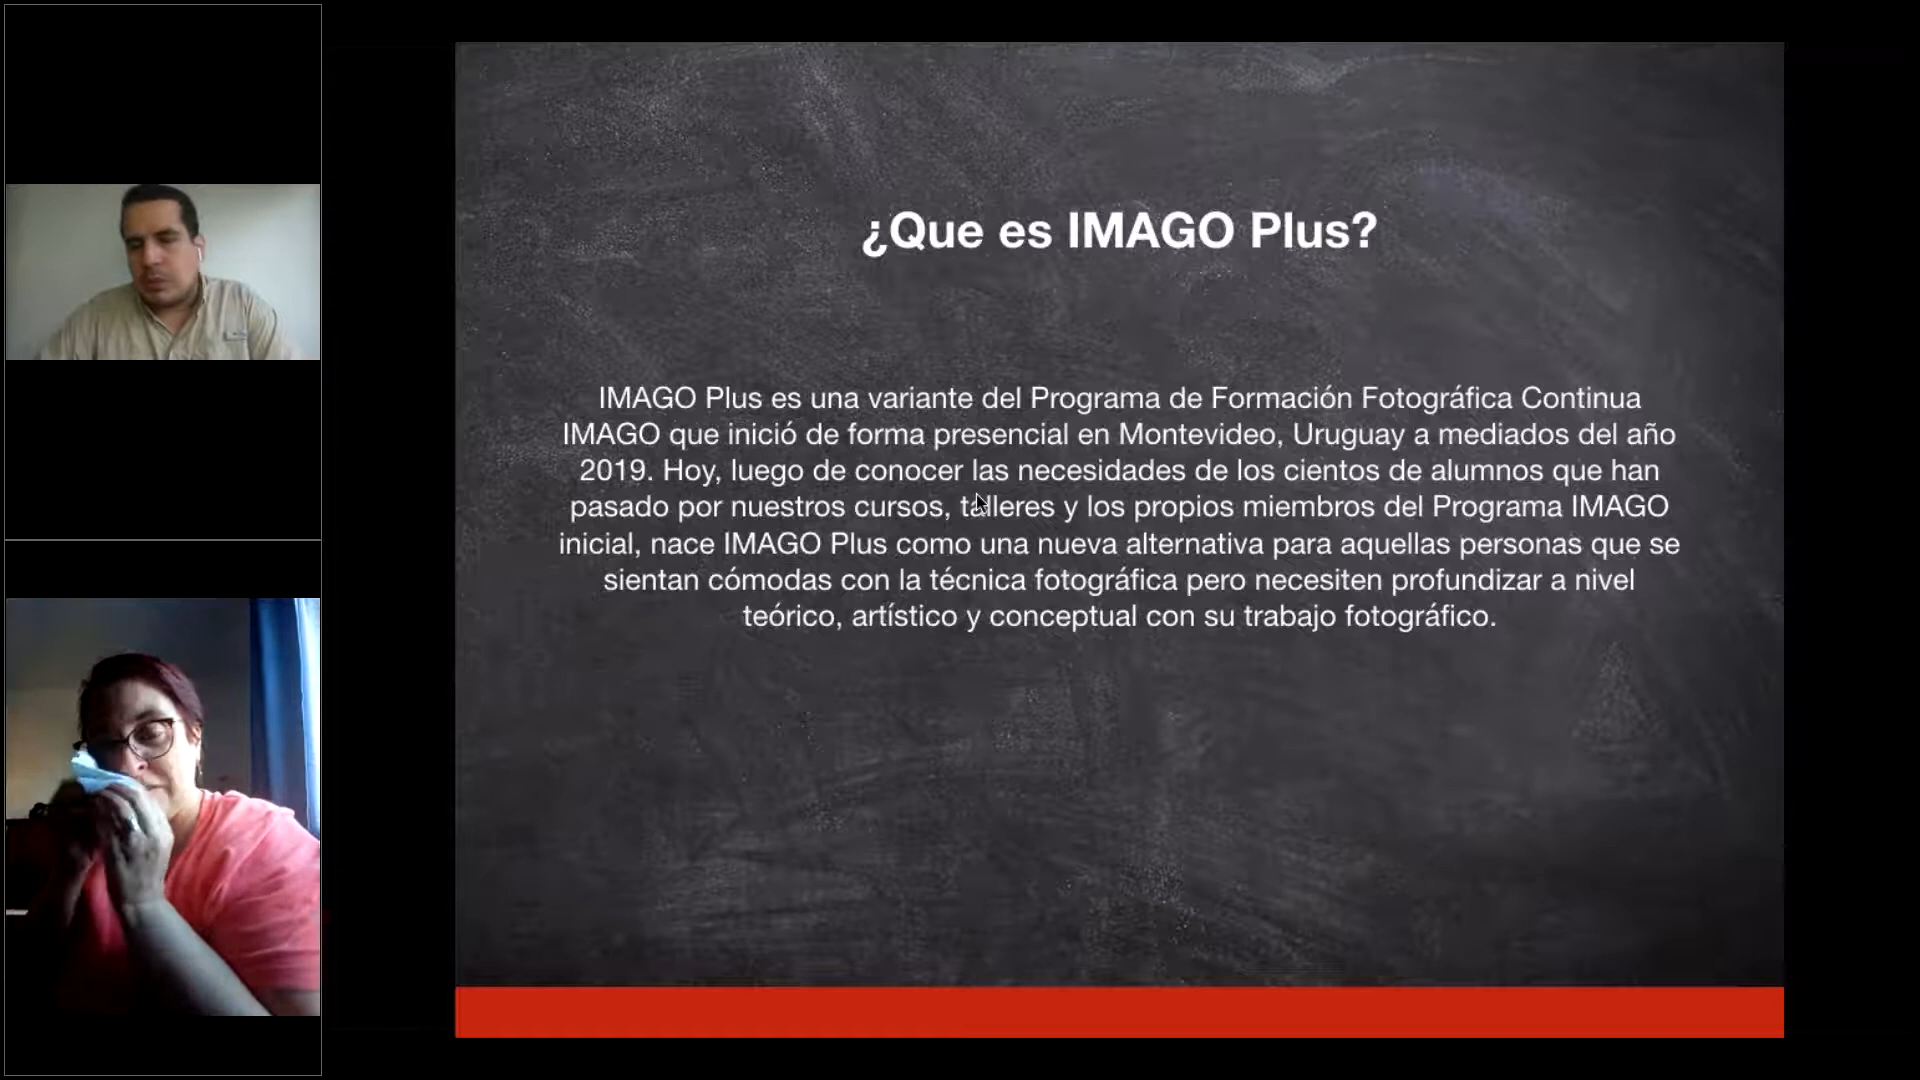 ¿Que es IMAGO Plus?
IMAGO Plus es una variante del Programa de Formación Fotográfica Continua
IMAGO que inició de forma presencial en Montevideo, Uruguay a mediados del año
2019. Hoy, luego de conocer las necesidades de los cientos de alumnos que han
pasado por nuestros cursos, talleres y los propios miembros del Programa IMAGO
inicial, nace IMAGO Plus como una nueva alternativa para aquellas personas que se
sientan cómodas con la técnica fotográfica pero necesiten profundizar a nivel
teórico, artístico y conceptual con su trabajo fotográfico.